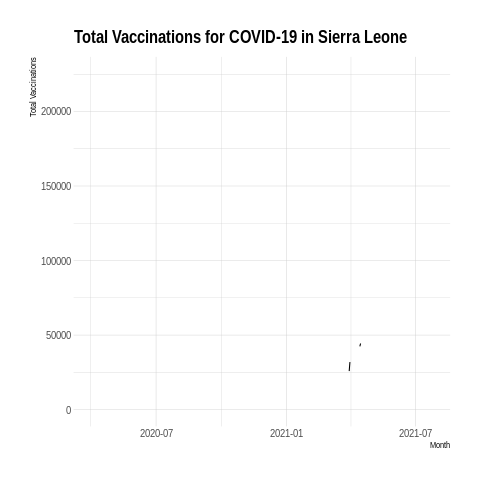 Total Vaccinations for COVID-19 in Sierra Leone
Total Vaccinations
200000
150000
100000
50000
0
2020-07 2021-01 2021-07
Month